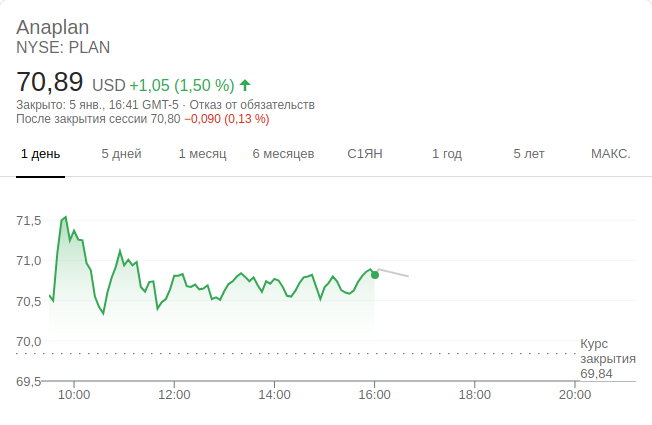 Anaplan
NYSE: PLAN
70,89 USD +1,05 (1,50 %)
Закрыто: 5 янв., 16:41 GMT-5 · Отказ от обязательств
После закрытия сессии 70,80 −0,090 (0,13 %)
1 день 5 дней 1 месяц 6 месяцев С1ЯН 1 год 5 лет МАКС.
71,5
71,0
70,5
70,0
Курс
закрытия
69,84
69,5
10:00 12:00 14:00 16:00 18:00 20:00